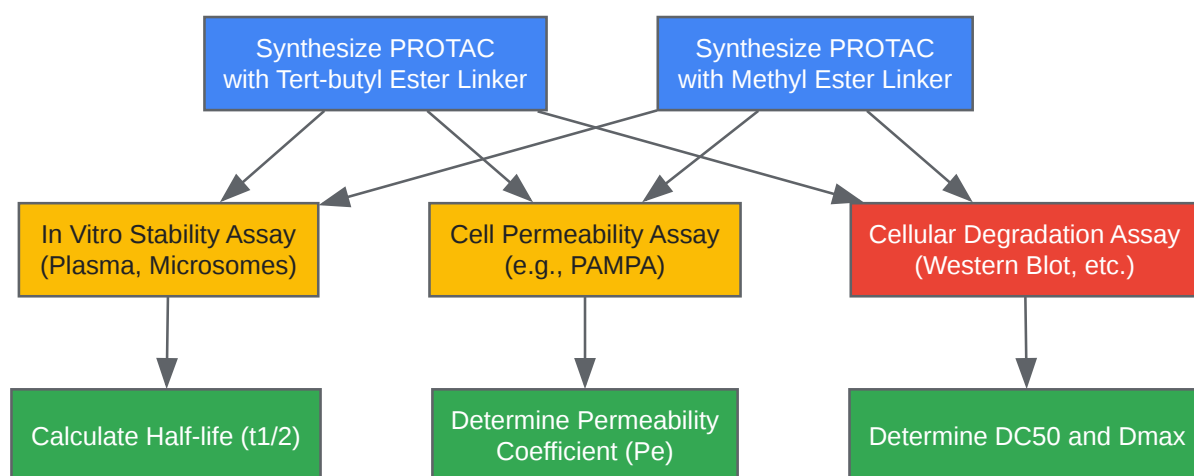 Synthesize PROTAC
with Tert-butyl Ester Linker
Synthesize PROTAC
with Methyl Ester Linker
In Vitro Stability Assay
(Plasma, Microsomes)
Cell Permeability Assay
(e.g., PAMPA)
Cellular Degradation Assay
(Western Blot, etc.)
Calculate Half-life (t1/2)
Determine Permeability
Coefficient (Pe)
Determine DC50 and Dmax